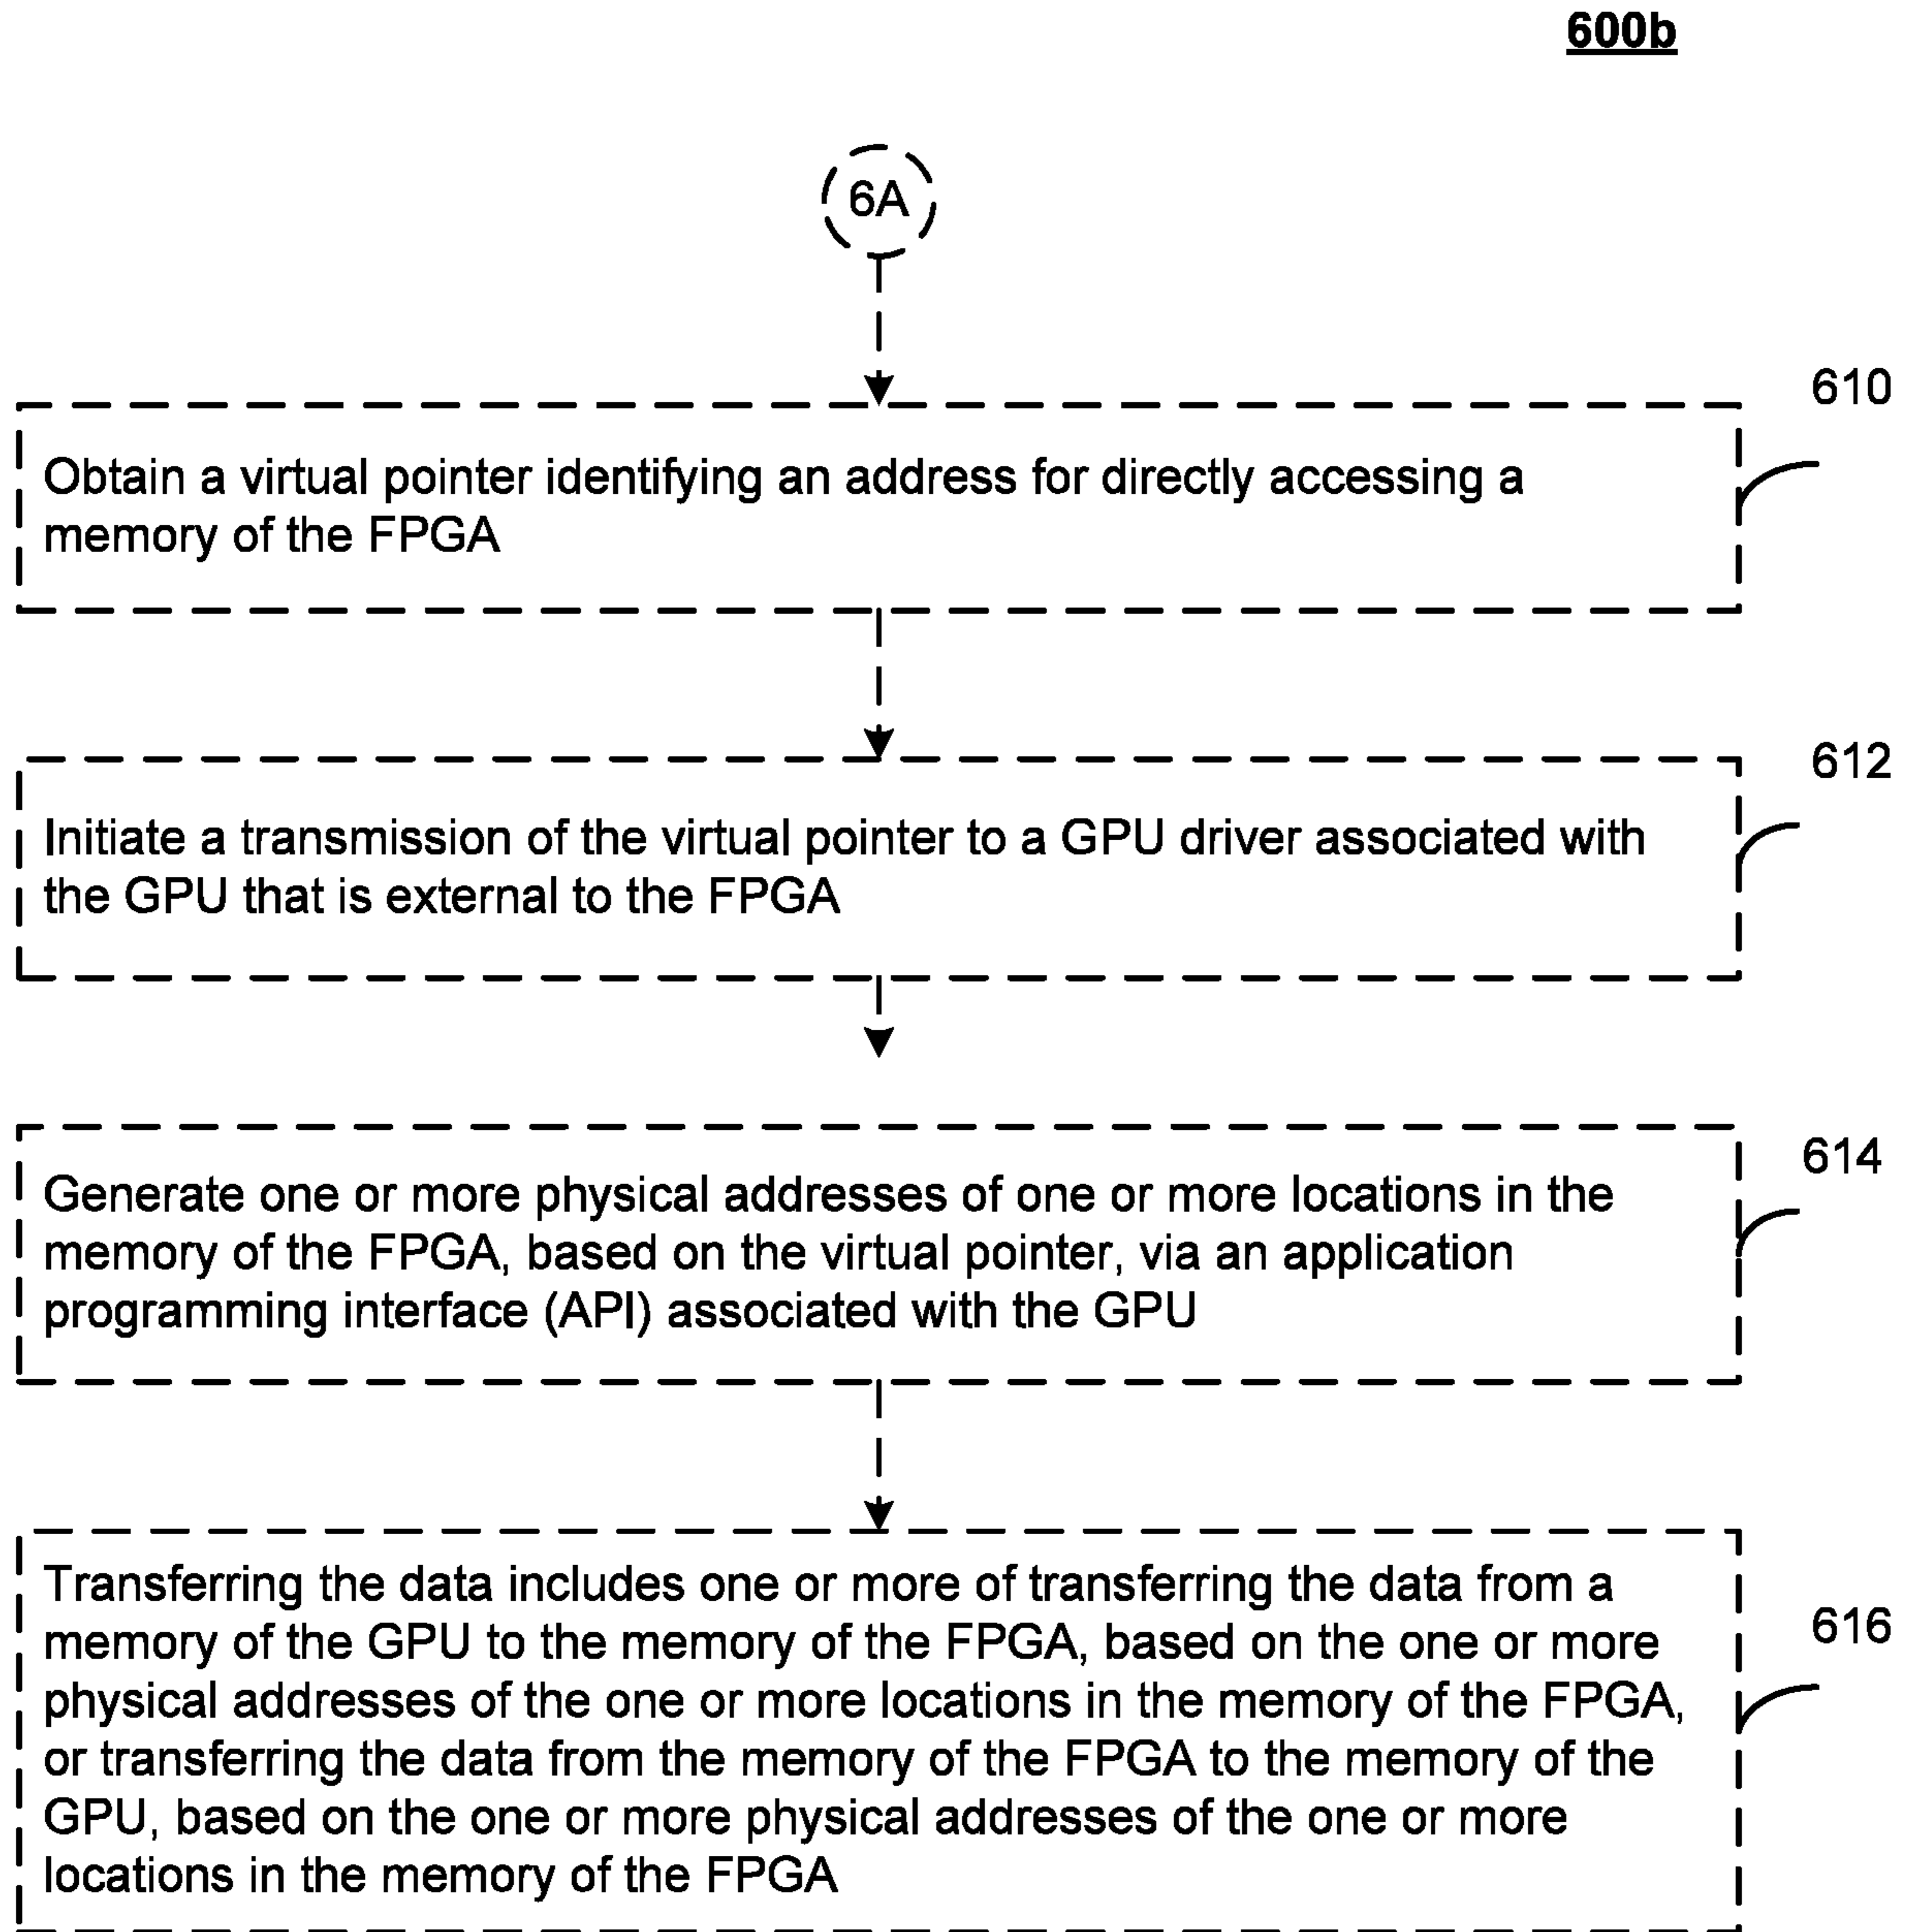 600b
6A
610
Obtain a virtual pointer identifying an address for directly accessing a
memory of the FPGA
612
Initiate a transmission of the virtual pointer to a GPU driver associated with
the GPU that is external to the FPGA
614
Generate one or more physical addresses of one or more locations in the
memory of the FPGA, based on the virtual pointer, via an application
programming interface (API) associated with the GPU
616
Transferring the data includes one or more of transferring the data from a
memory of the GPU to the memory of the FPGA, based on the one or more
physical addresses of the one or more locations in the memory of the FPGA,
or transferring the data from the memory of the FPGA to the memory of the
GPU, based on the one or more physical addresses of the one or more
locations in the memory of the FPGA